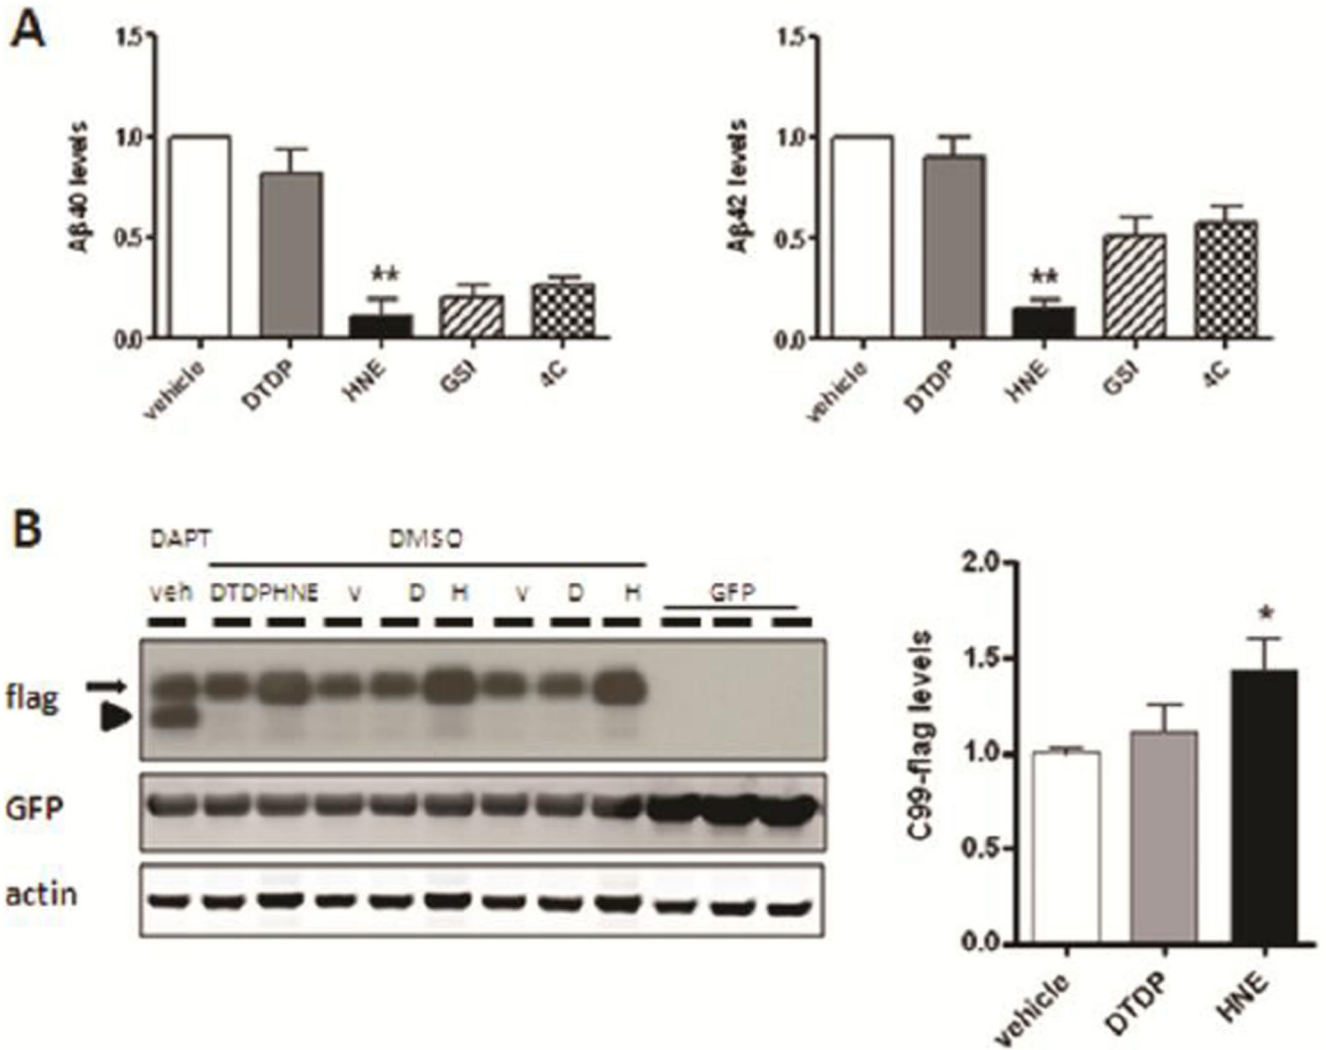 A
1.5
1.0
0.5
0.0
Aβ40 levels
**
vehicle
DTDP
HNE
GSI
4C
1.5
1.0
0.5
0.0
Aβ42 levels
**
vehicle
DTDP
HNE
GSI
4C
B
DAPT DMSO
veh DTDPHNE v D H v D H GFP
flag
GFP
actin
2.0
1.5
1.0
0.5
0.0
C99-flag levels
*
vehicle
DTDP
HNE